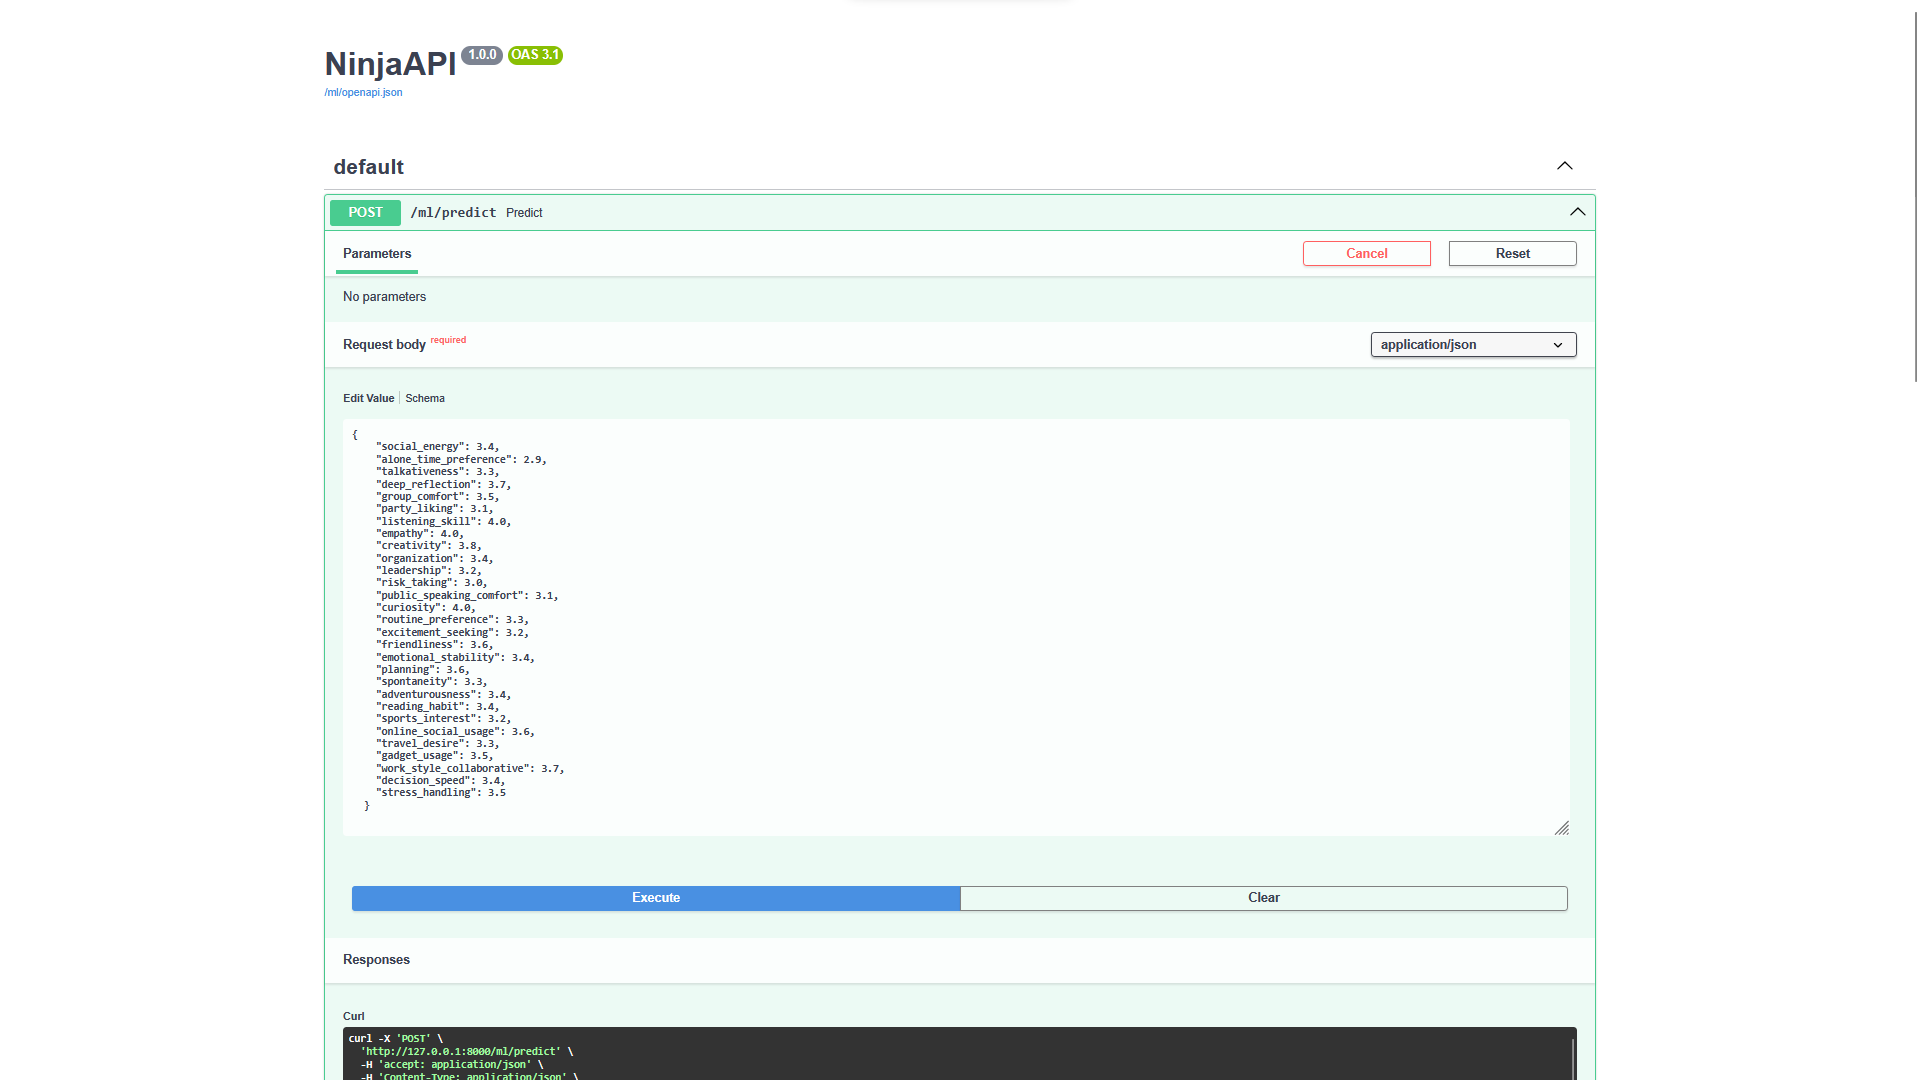 NinjaAPI 1.0.0 OAS 3.1
/ml/openapi.json
default
POST /ml/predict Predict
Parameters Cancel Reset
No parameters
Request body required application/json
Edit Value Schema
{
"social_energy": 3.4,
"alone_time_preference": 2.9,
"talkativeness": 3.3,
"deep_reflection": 3.7,
"group_comfort": 3.5,
"party_liking": 3.1,
"listening_skill": 4.0,
"empathy": 4.0,
"creativity": 3.8,
"organization": 3.4,
"leadership": 3.2,
"risk_taking": 3.0,
"public_speaking_comfort": 3.1,
"curiosity": 4.0,
"routine_preference": 3.3,
"excitement_seeking": 3.2,
"friendliness": 3.6,
"emotional_stability": 3.4,
"planning": 3.6,
"spontaneity": 3.3,
"adventurousness": 3.4,
"reading_habit": 3.4,
"sports_interest": 3.2,
"online_social_usage": 3.6,
"travel_desire": 3.3,
"gadget_usage": 3.5,
"work_style_collaborative": 3.7,
"decision_speed": 3.4,
"stress_handling": 3.5
}
Execute Clear
Responses
Curl
curl -X 'POST' \
'http://127.0.0.1:8000/ml/predict' \
-H 'accept: application/json' \
-H 'Content-Type: application/json' \